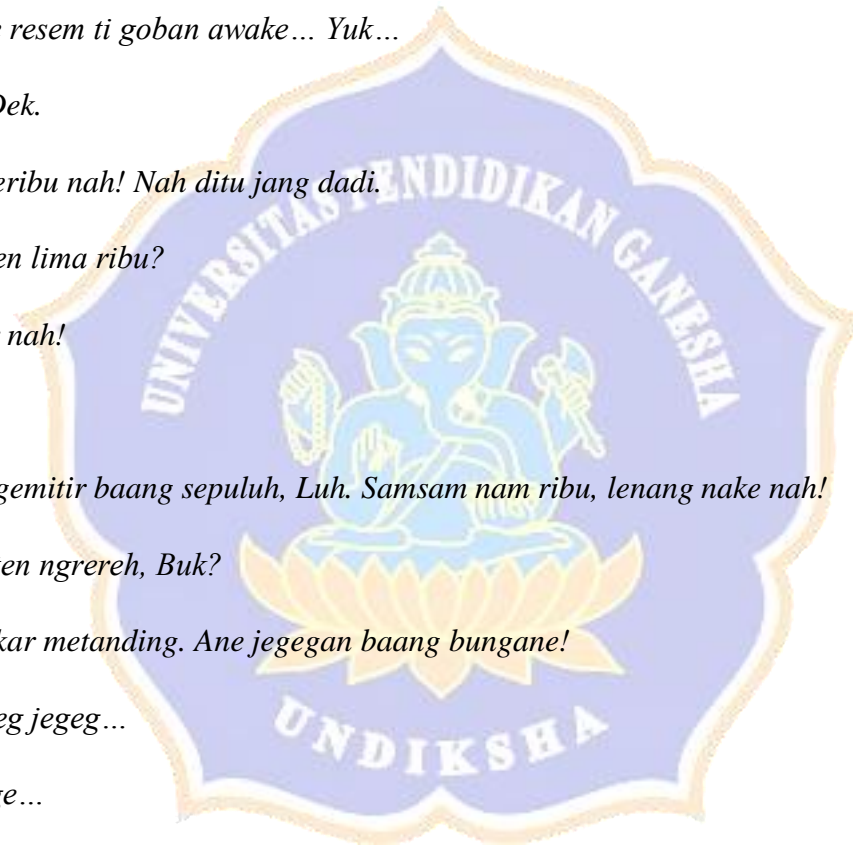 resem ti goban awake… Yuk…
Dek.
eribu nah! Nah ditu jang dadi.
en lima ribu?
nah!
gemitir baang sepuluh, Luh. Samsam nam ribu, lenang nake nah!
en ngrereh, Buk?
kar metanding. Ane jegegan baang bungane!
eg jegeg…
ge…
UNIVERSITAS PENDIDIKAN GANESHA
UNDIKSHA